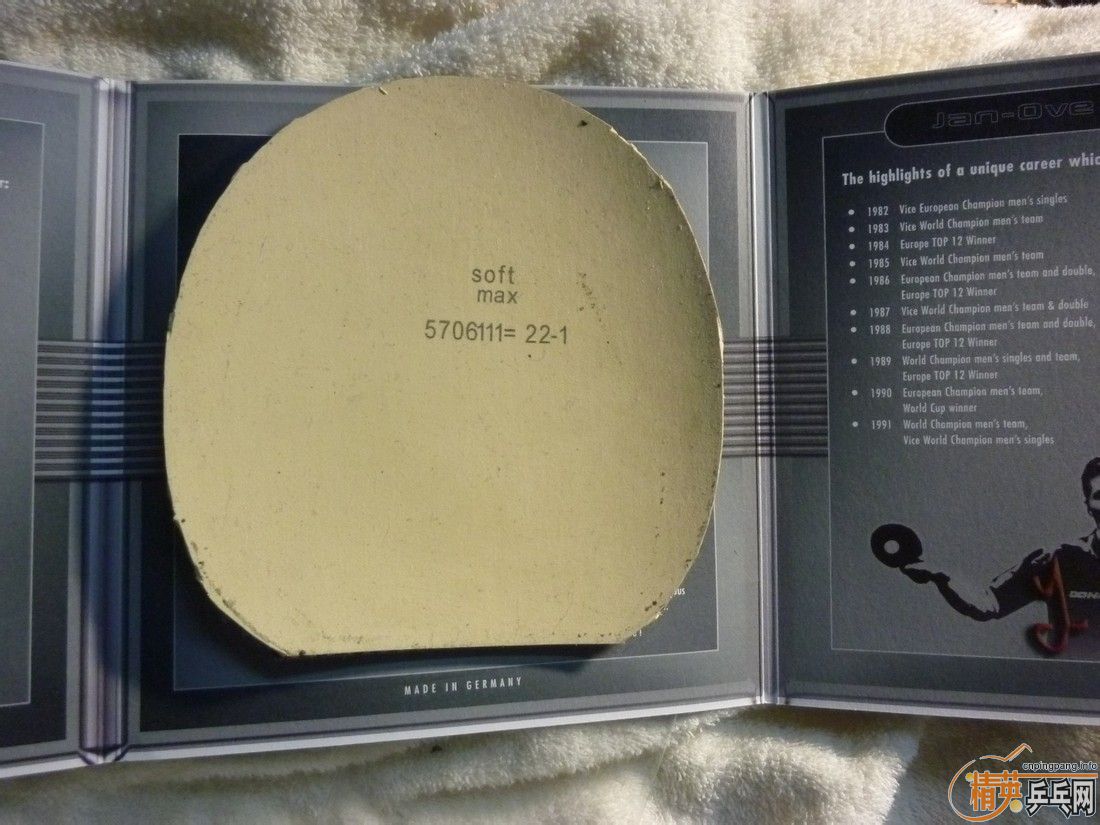 r:
soft
max
5706111= 22-1
MADE IN GERMANY
Jan-Ove
The highlights of a unique career whic
• 1982 Vice European Champion men's singles
• 1983 Vice World Champion men's team
• 1984 Europe TOP 12 Winner
• 1985 Vice World Champion men's team
• 1986 European Champion men's team and double,
Europe TOP 12 Winner
• 1987 Vice World Champion men's team & double
• 1988 European Champion men's team and double,
Europe TOP 12 Winner
• 1989 World Champion men's singles and team,
Europe TOP 12 Winner
• 1990 European Champion men's team,
World Cup winner
• 1991 World Champion men's team,
Vice World Champion men's singles
cnpingpang.info
精英乒乓网